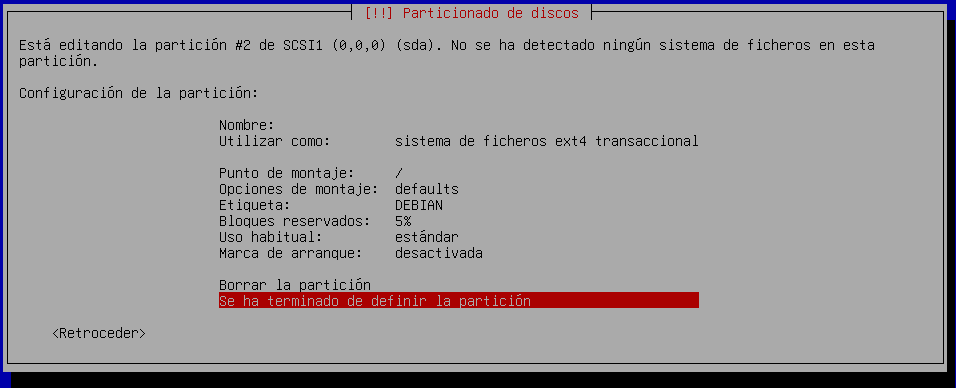 [!!] Particionado de discos
Está editando la partición #2 de SCSI1 (0,0,0) (sda). No se ha detectado ningún sistema de ficheros en esta
partición.
Configuración de la partición:
Nombre:
Utilizar como: sistema de ficheros ext4 transaccional
Punto de montaje: /
Opciones de montaje: defaults
Etiqueta: DEBIAN
Bloques reservados: 5%
Uso habitual: estándar
Marca de arranque: desactivada
Borrar la partición
Se ha terminado de definir la partición
<Retroceder>